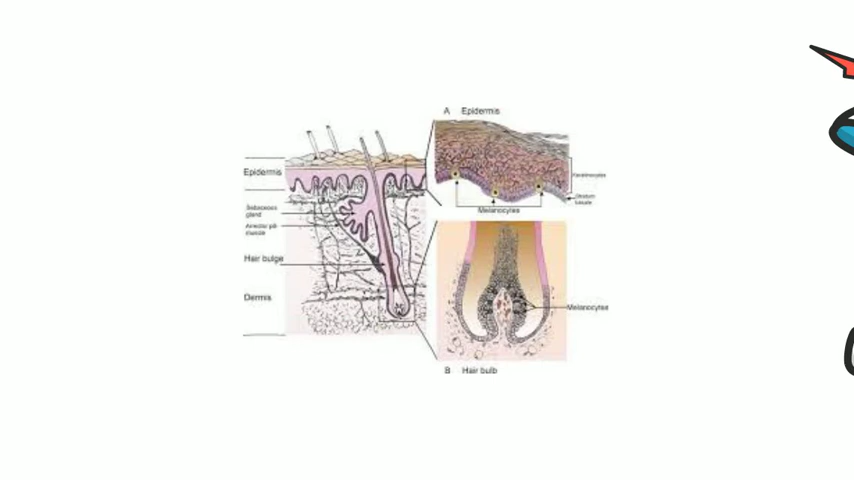 A Epidermis
Epidermis
Sebaceous
gland
Arrector pili
muscle
Hair bulge
Dermis
Keratinocytes
Stratum
basale
Melanocytes
Melanocytes
B Hair bulb